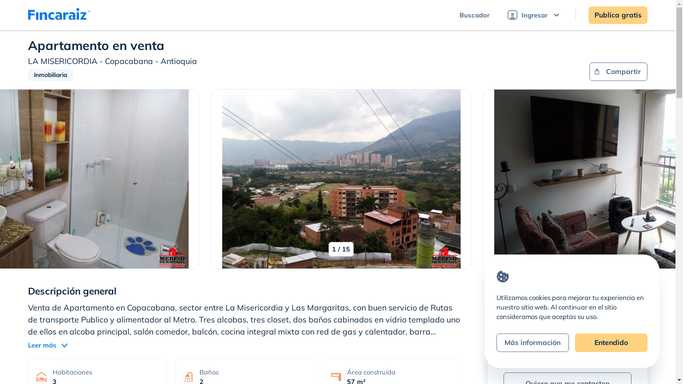 Fincaraiz
Buscador
Ingresar
Publica gratis
Apartamento en venta
LA MISERICORDIA - Copacabana - Antioquia
Inmobiliaria
Compartir
1 / 15
Descripción general
Venta de Apartamento en Copacabana, sector entre La Misericordia y Las Margaritas, con buen servicio de Rutas
de transporte Publico y alimentador al Metro. Tres alcobas, tres closet, dos baños cabinados en vidrio templado uno
de ellos en alcoba principal, salón comedor, balcón, cocina integral mixta con red de gas y calentador, barra...
Leer más
Habitaciones
3
Baños
2
Área construida
57 m²
Utilizamos cookies para mejorar tu experiencia en
nuestro sitio web. Al continuar en el sitio
consideramos que aceptas su uso.
Más información
Entendido
Quiero que me contacten